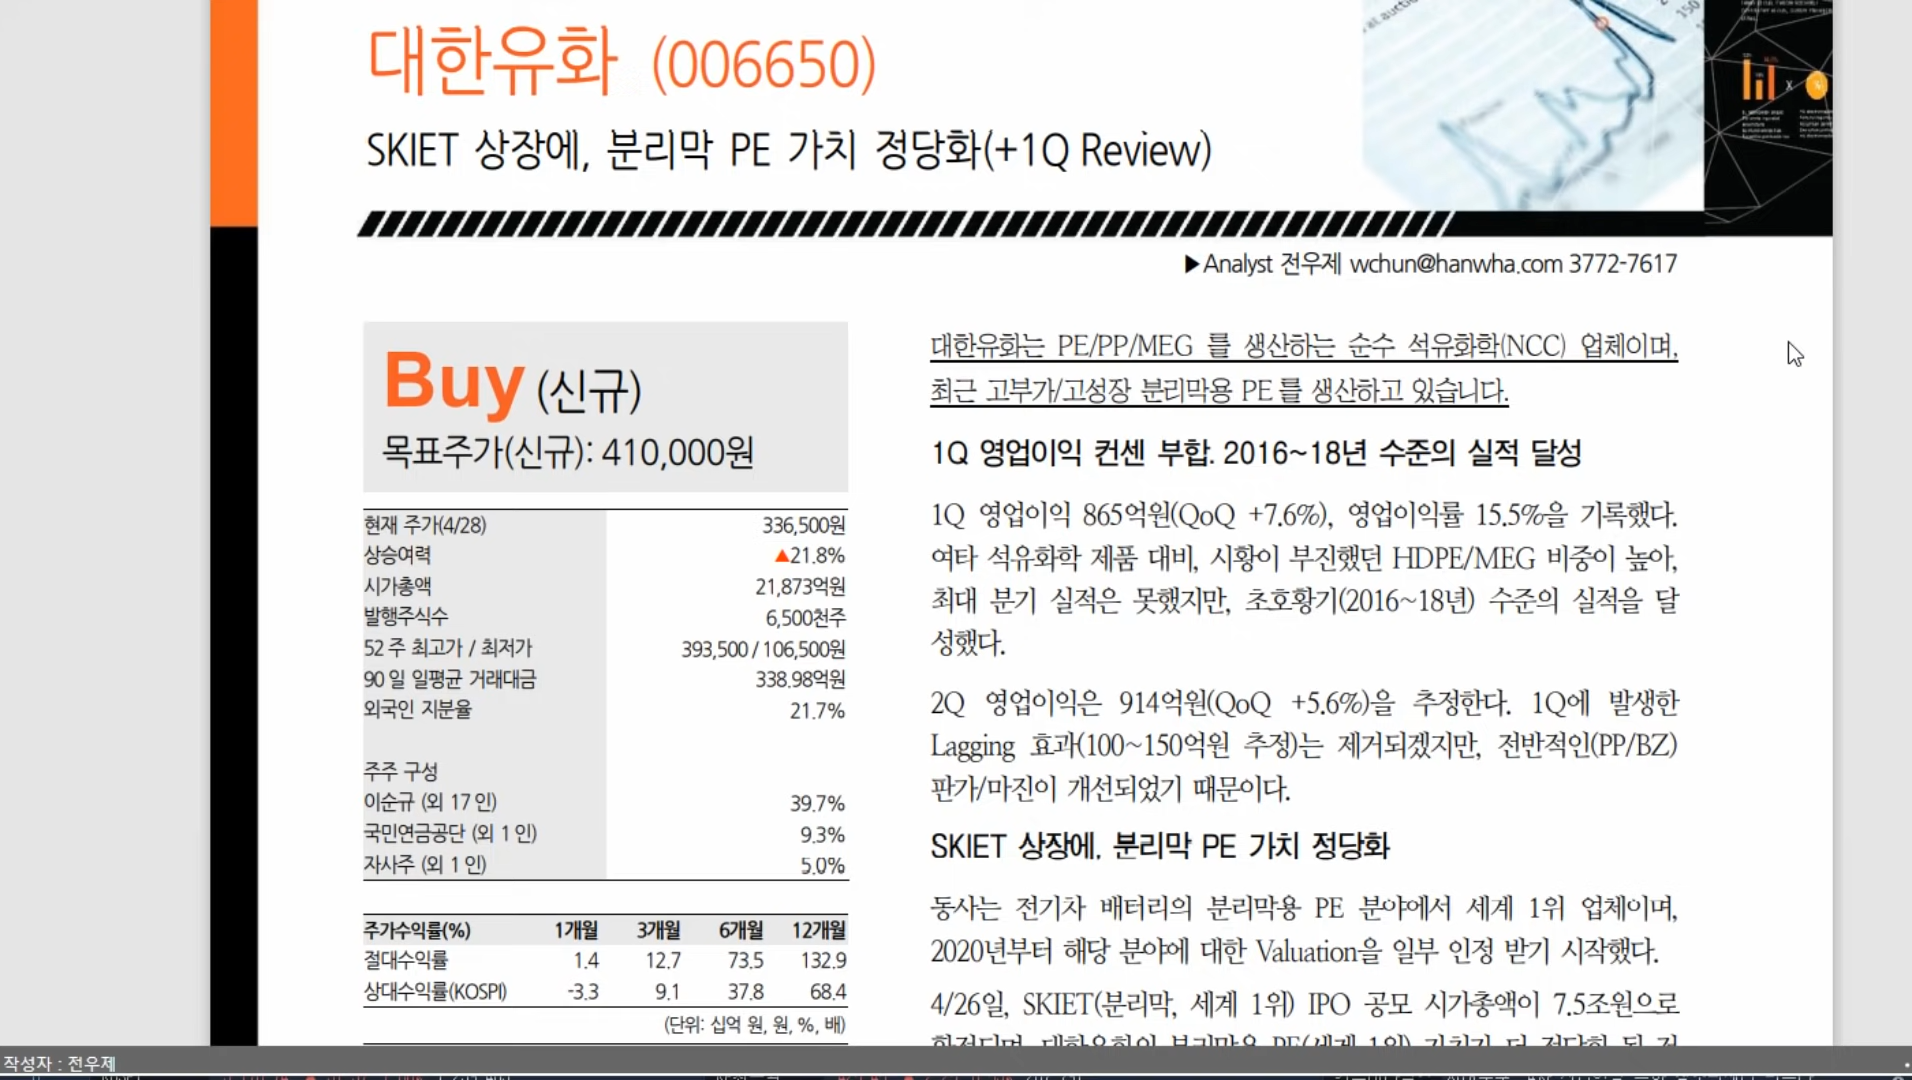 대한유화 (006650)
SKIET 상장에, 분리막 PE 가치 정당화(+1Q Review)
▶Analyst 전우제 wchun@hanwha.com 3772-7617
Buy (신규)
목표주가(신규): 410,000원
현재 주가(4/28) 336,500원
상승여력 ▲21.8%
시가총액 21,873억원
발행주식수 6,500천주
52 주 최고가 / 최저가 393,500 / 106,500원
90 일 일평균 거래대금 338.98억원
외국인 지분율 21.7%
주주 구성
이순규 (외 17 인) 39.7%
국민연금공단 (외 1 인) 9.3%
자사주 (외 1 인) 5.0%
주가수익률(%) 1개월 3개월 6개월 12개월
절대수익률 1.4 12.7 73.5 132.9
상대수익률(KOSPI) -3.3 9.1 37.8 68.4
(단위: 십억 원, 원, %, 배)
대한유화는 PE/PP/MEG 를 생산하는 순수 석유화학(NCC) 업체이며,
최근 고부가/고성장 분리막용 PE 를 생산하고 있습니다.
1Q 영업이익 컨센 부합. 2016~18년 수준의 실적 달성
1Q 영업이익 865억원(QoQ +7.6%), 영업이익률 15.5%을 기록했다.
여타 석유화학 제품 대비, 시황이 부진했던 HDPE/MEG 비중이 높아,
최대 분기 실적은 못했지만, 초호황기(2016~18년) 수준의 실적을 달
성했다.
2Q 영업이익은 914억원(QoQ +5.6%)을 추정한다. 1Q에 발생한
Lagging 효과(100~150억원 추정)는 제거되겠지만, 전반적인(PP/BZ)
판가/마진이 개선되었기 때문이다.
SKIET 상장에, 분리막 PE 가치 정당화
동사는 전기차 배터리의 분리막용 PE 분야에서 세계 1위 업체이며,
2020년부터 해당 분야에 대한 Valuation을 일부 인정 받기 시작했다.
4/26일, SKIET(분리막, 세계 1위) IPO 공모 시가총액이 7.5조원으로
작성자 : 전우제